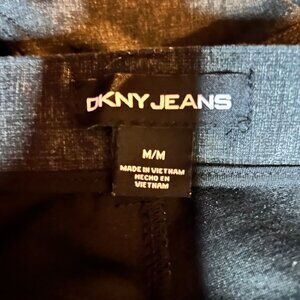 DKNY JEANS
M/M
MADE IN VIETNAM
HECHO EN
VIETNAM